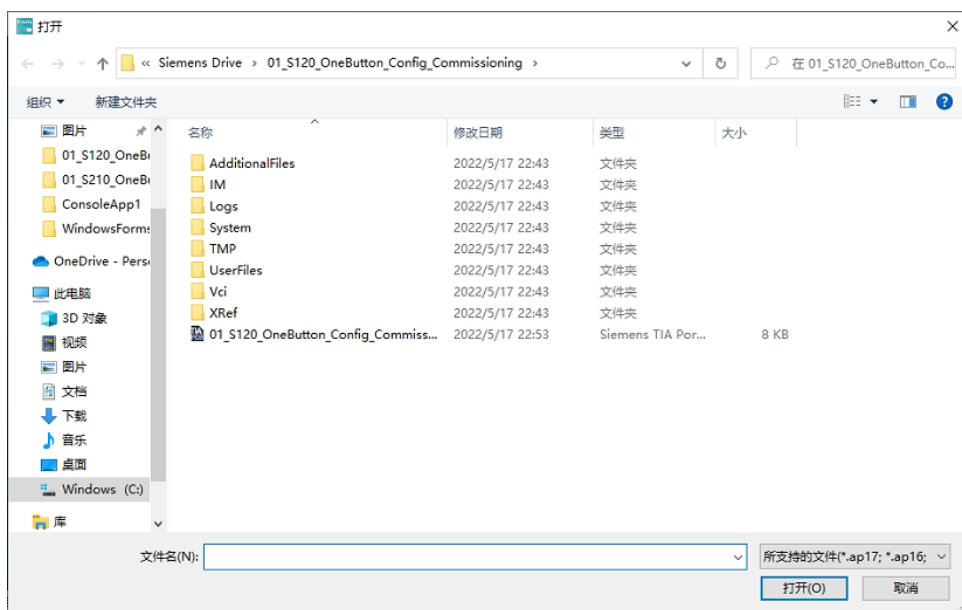 打开
« Siemens Drive › 01_S120_OneButton_Config_Commissioning ›
在 01_S120_OneButton_Co...
组织
新建文件夹
图片
01_S120_OneBu
01_S210_OneBu
ConsoleApp1
WindowsForms
OneDrive - Perso
此电脑
3D 对象
视频
图片
文档
下载
音乐
桌面
Windows (C:)
库
名称 修改日期 类型 大小
AdditionalFiles 2022/5/17 22:43 文件夹
IM 2022/5/17 22:43 文件夹
Logs 2022/5/17 22:43 文件夹
System 2022/5/17 22:43 文件夹
TMP 2022/5/17 22:43 文件夹
UserFiles 2022/5/17 22:43 文件夹
Vci 2022/5/17 22:43 文件夹
XRef 2022/5/17 22:43 文件夹
01_S120_OneButton_Config_Commiss... 2022/5/17 22:53 Siemens TIA Por... 8 KB
文件名(N):
所支持的文件(*.ap17; *.ap16;
打开(O) 取消